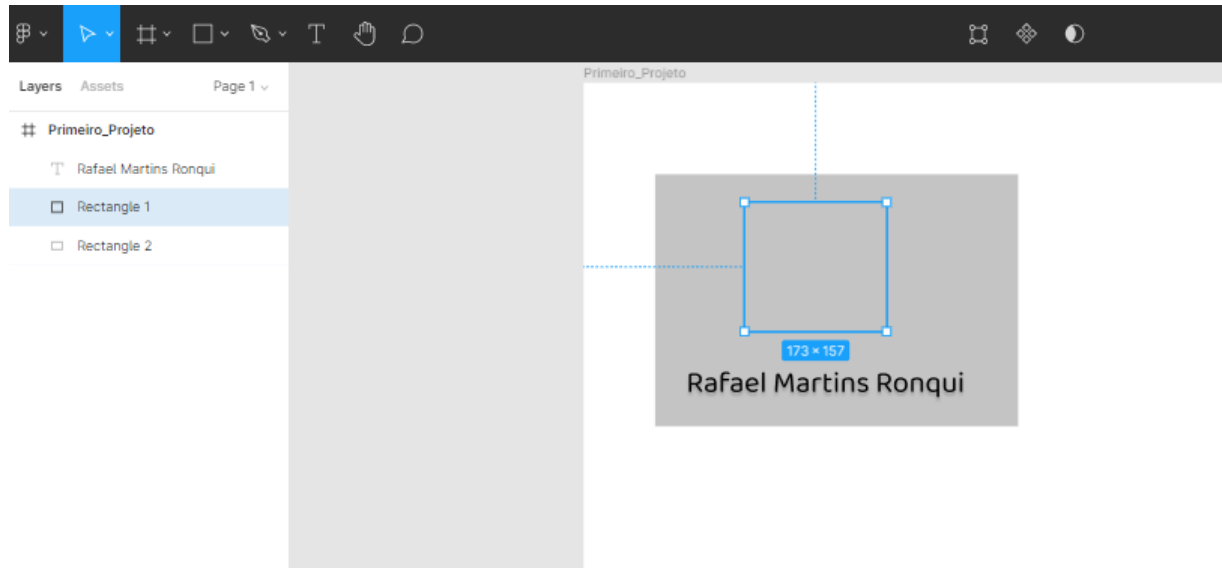 Layers Assets Page 1
Primeiro_Projeto
Rafael Martins Ronqui
Rectangle 1
Rectangle 2
Primeiro_Projeto
173 × 157
Rafael Martins Ronqui